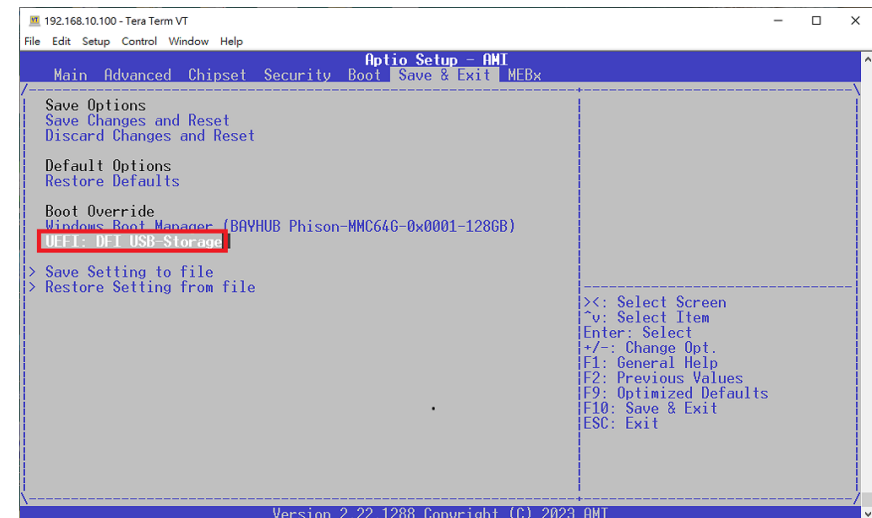 192.168.10.100 - Tera Term VT
File Edit Setup Control Window Help
Aptio Setup - AMI
Main Advanced Chipset Security Boot Save & Exit MEBx
Save Options
Save Changes and Reset
Discard Changes and Reset
Default Options
Restore Defaults
Boot Override
Windows Boot Manager (BAYHUB Phison-MMC64G-0x0001-128GB)
UEFI: DFI USB-Storage
> Save Setting to file
> Restore Setting from file
><: Select Screen
^v: Select Item
Enter: Select
+/-: Change Opt.
F1: General Help
F2: Previous Values
F9: Optimized Defaults
F10: Save & Exit
ESC: Exit
Version 2.22.1288 Copyright (C) 2023 AMI